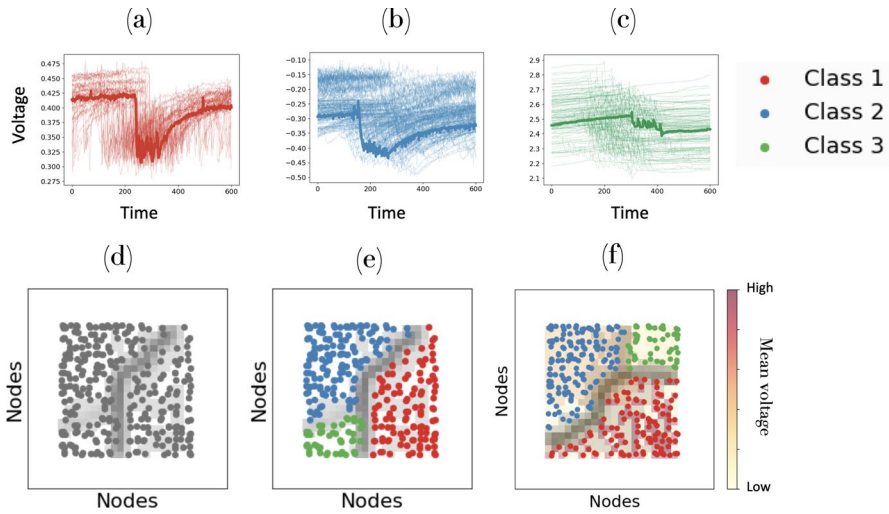 (a) (b) (c)
0.475
0.450
0.425
0.400
0.375
0.350
0.325
0.300
0.275
0 200 400 600
Voltage
Time
−0.10
−0.15
−0.20
−0.25
−0.30
−0.35
−0.40
−0.45
−0.50
0 200 400 600
Time
2.9
2.8
2.7
2.6
2.5
2.4
2.3
2.2
2.1
0 200 400 600
Time
Class 1
Class 2
Class 3
(d) (e) (f)
Nodes
Nodes
Nodes
Nodes
Nodes
Nodes
High
Mean voltage
Low